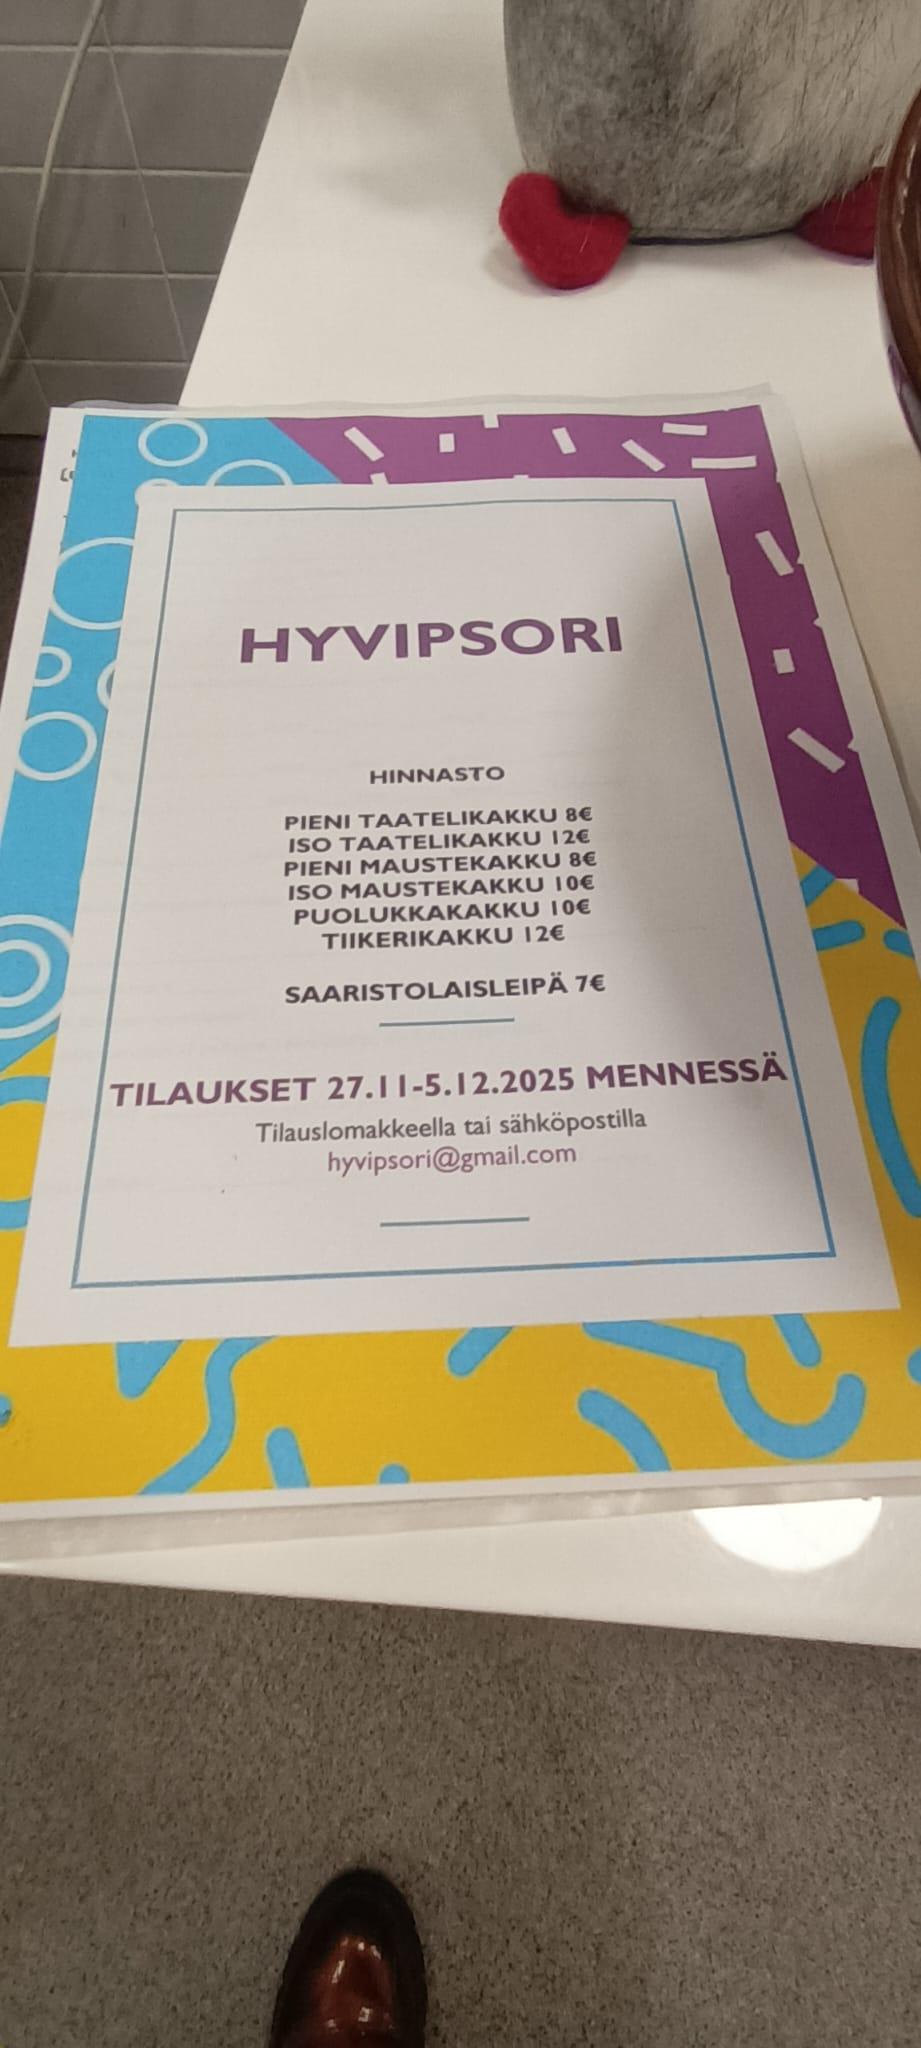 HYVIPSORI
HINNASTO
PIENI TAATELIKAKKU 8€
ISO TAATELIKAKKU 12€
PIENI MAUSTEKAKKU 8€
ISO MAUSTEKAKKU 10€
PUOLUKKAKAKKU 10€
TIIKERIKAKKU 12€
SAARISTOLAISLEIPÄ 7€
TILAUKSET 27.11-5.12.2025 MENNESSÄ
Tilauslomakkeella tai sähköpostilla
hyvipsori@gmail.com